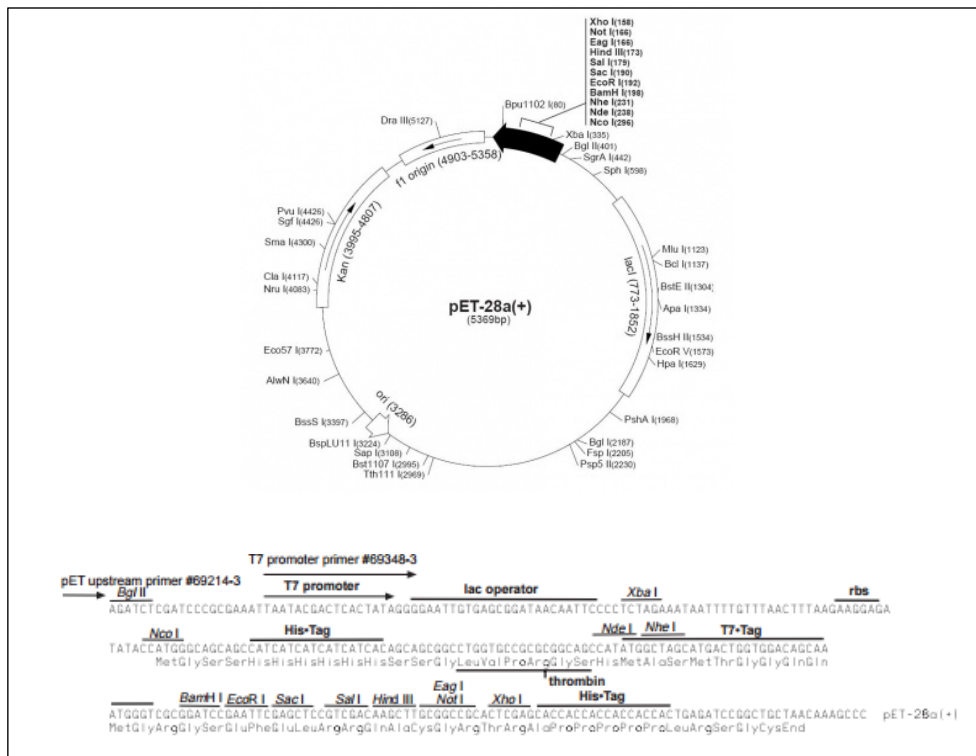 Xho I(158)
Not I(166)
Eag I(166)
Hind III(173)
Sal I(179)
Sac I(190)
EcoR I(192)
BamH I(198)
Nhe I(231)
Nde I(238)
Nco I(296)
Bpu1102 I(80)
Xba I(335)
Bgl II(401)
SgrA I(442)
Sph I(598)
Dra III(5127)
f1 origin (4903-5358)
Pvu I(4426)
Sgf I(4426)
Sma I(4300)
Kan (3995-4807)
Cla I(4117)
Nru I(4083)
Mlu I(1123)
Bcl I(1137)
lacI (773-1852)
BstE II(1304)
Apa I(1334)
pET-28a(+)
(5369bp)
BssH II(1534)
EcoR V(1573)
Hpa I(1629)
Eco57 I(3772)
AlwN I(3640)
ori (3286)
BssS I(3397)
PshA I(1968)
BspLU11 I(3224)
Sap I(3108)
Bst1107 I(2995)
Tth111 I(2969)
Bgl I(2187)
Fsp I(2205)
Psp5 II(2230)
T7 promoter primer #69348-3
pET upstream primer #69214-3
Bgl II T7 promoter lac operator Xba I rbs
AGATCTCGATCCCGCGAAATTAATACGACTCACTATAGGGGAATTGTGAGCGGATAACAATTCCCCTCTAGAAATAATTTTGTTTAACTTTAAGAAGGAGA
Nco I His•Tag Nde I Nhe I T7•Tag
TATACCATGGGCAGCAGCCATCATCATCATCATCACAGCAGCGGCCTGGTGCCGCGCGGCAGCCATATGGCTAGCATGACTGGTGGACAGCAA
MetGlySerSerHisHisHisHisHisHisSerSerGlyLeuValProArgGlySerHisMetAlaSerMetThrGlyGlyGlnGln
thrombin
BamH I EcoR I Sac I Sal I Hind III Eag I Not I Xho I His•Tag
ATGGGTCGCGGATCCGAATTCGAGCTCCGTCGACAAGCTTGCGGCCGCACTCGAGCACCACCACCACCACCACTGAGATCCGGCTGCTAACAAAGCCC pET-28a(+)
MetGlyArgGlySerGluPheGluLeuArgArgGlnAlaCysGlyArgThrArgAlaProProProProProLeuArgSerGlyCysEnd